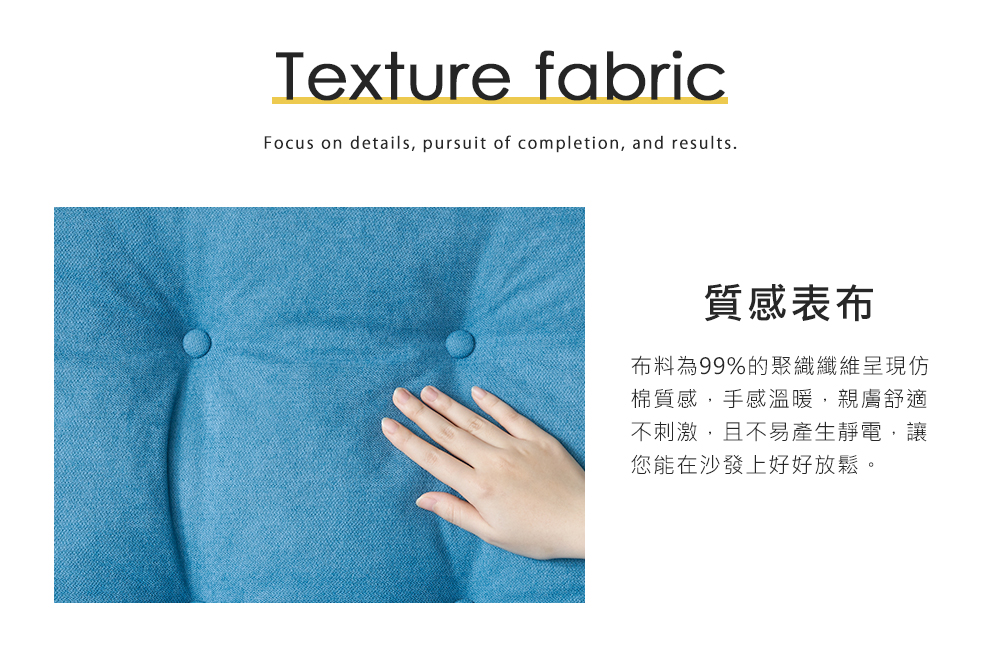 Texture fabric
Focus on details, pursuit of completion, and results.
質感表布
布料為99%的聚纖纖維呈現仿
棉質感，手感溫暖，親膚舒適
不刺激，且不易產生靜電，讓
您能在沙發上好好放鬆。